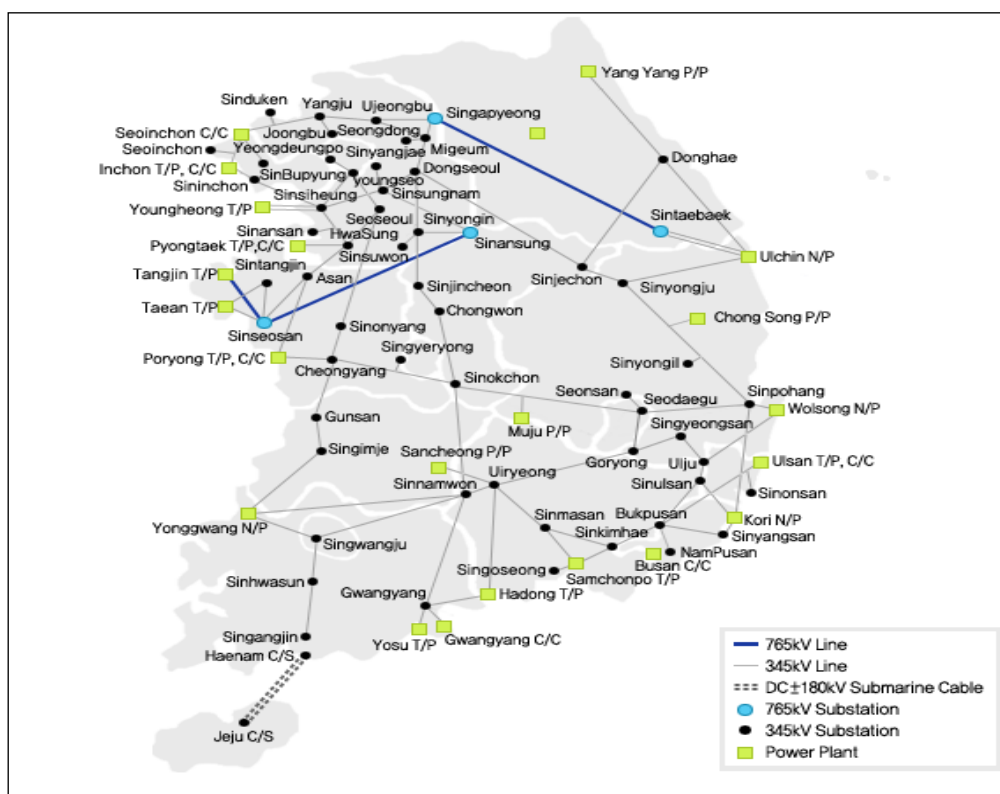 Yang Yang P/P
Sinduken
Yangju
Ujeongbu
Singapyeong
Seoinchon C/C
Joongbu
Seongdong
Migeum
Seoinchon
Yeongdeungpo
Sinyangjae
Donghae
Inchon T/P, C/C
SinBupyung
youngseo
Dongseoul
Sininchon
Sinsiheung
Sinsungnam
Youngheong T/P
Seoseoul
Sinyongin
Sintaebaek
Sinansan
HwaSung
Sinansung
Pyongtaek T/P,C/C
Sinsuwon
Ulchin N/P
Tangjin T/P
Sintangjin
Asan
Sinjincheon
Sinjechon
Sinyongju
Taean T/P
Chongwon
Chong Song P/P
Sinseosan
Sinonyang
Singyeryong
Poryong T/P, C/C
Cheongyang
Sinyongil
Sinokchon
Seonsan
Seodaegu
Sinpohang
Gunsan
Muju P/P
Singyeongsan
Wolsong N/P
Singimje
Sancheong P/P
Goryong
Ulju
Ulsan T/P, C/C
Uiryeong
Sinnamwon
Sinulsan
Sinonsan
Yonggwang N/P
Sinmasan
Bukpusan
Kori N/P
Singwangju
Sinkimhae
Sinyangsan
NamPusan
Busan C/C
Sinhwasun
Singoseong
Samchonpo T/P
Gwangyang
Hadong T/P
Singangjin
Yosu T/P
Gwangyang C/C
Haenam C/S
Jeju C/S
765kV Line
345kV Line
DC±180kV Submarine Cable
765kV Substation
345kV Substation
Power Plant